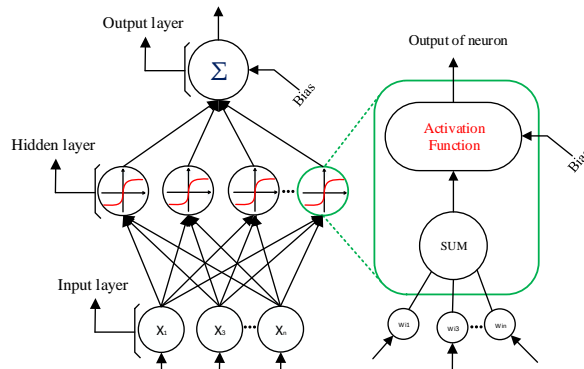 Output layer
Σ
Bias
Output of neuron
Activation
Function
Bias
Hidden layer
SUM
Input layer
X1
X3
Xn
wi1
wi3
win